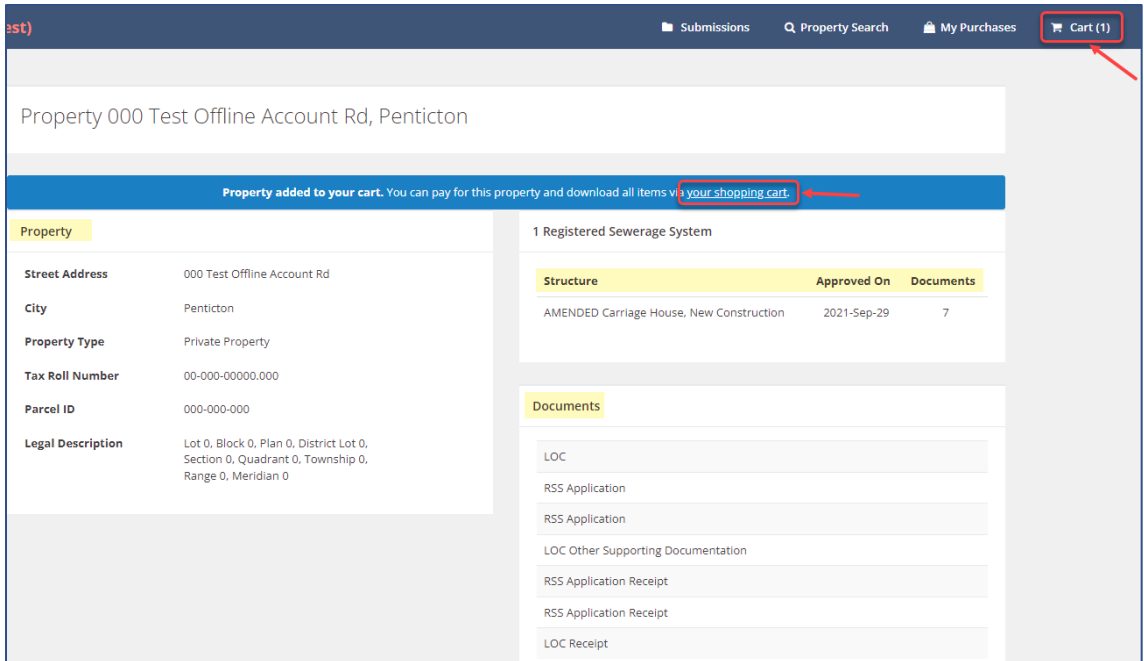 est)
Submissions
Property Search
My Purchases
Cart (1)
Property 000 Test Offline Account Rd, Penticton
Property added to your cart. You can pay for this property and download all items via your shopping cart.
Property
Street Address 000 Test Offline Account Rd
City Penticton
Property Type Private Property
Tax Roll Number 00-000-00000.000
Parcel ID 000-000-000
Legal Description Lot 0, Block 0, Plan 0, District Lot 0,
Section 0, Quadrant 0, Township 0,
Range 0, Meridian 0
1 Registered Sewerage System
Structure Approved On Documents
AMENDED Carriage House, New Construction 2021-Sep-29 7
Documents
LOC
RSS Application
RSS Application
LOC Other Supporting Documentation
RSS Application Receipt
RSS Application Receipt
LOC Receipt